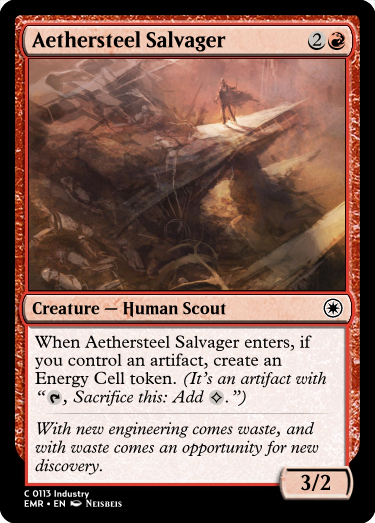 Aethersteel Salvager 2
Creature — Human Scout
When Aethersteel Salvager enters, if
you control an artifact, create an
Energy Cell token. (It's an artifact with
“, Sacrifice this: Add .”)
With new engineering comes waste, and
with waste comes an opportunity for new
discovery.
3/2
C 0113 Industry
EMR • EN Neisbeis